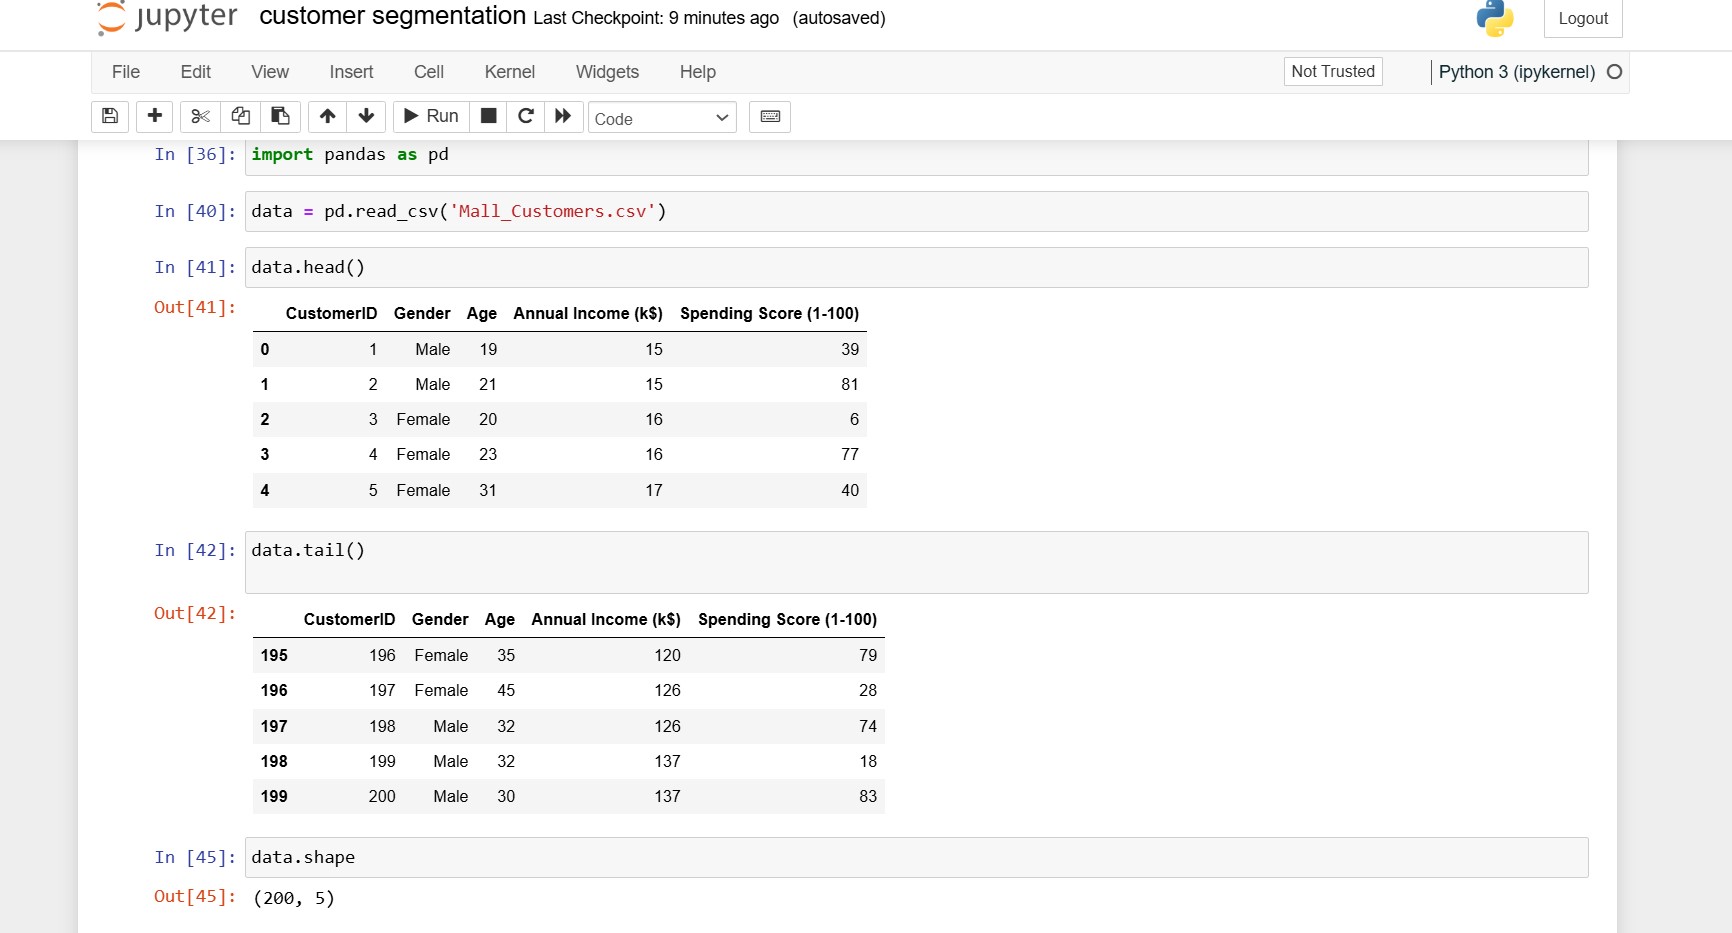 jupyter customer segmentation Last Checkpoint: 9 minutes ago (autosaved) Logout
File Edit View Insert Cell Kernel Widgets Help Not Trusted Python 3 (ipykernel)
Run Code
In [36]: import pandas as pd
In [40]: data = pd.read_csv('Mall_Customers.csv')
In [41]: data.head()
Out[41]:
CustomerID Gender Age Annual Income (k$) Spending Score (1-100)
0 1 Male 19 15 39
1 2 Male 21 15 81
2 3 Female 20 16 6
3 4 Female 23 16 77
4 5 Female 31 17 40
In [42]: data.tail()
Out[42]:
CustomerID Gender Age Annual Income (k$) Spending Score (1-100)
195 196 Female 35 120 79
196 197 Female 45 126 28
197 198 Male 32 126 74
198 199 Male 32 137 18
199 200 Male 30 137 83
In [45]: data.shape
Out[45]: (200, 5)